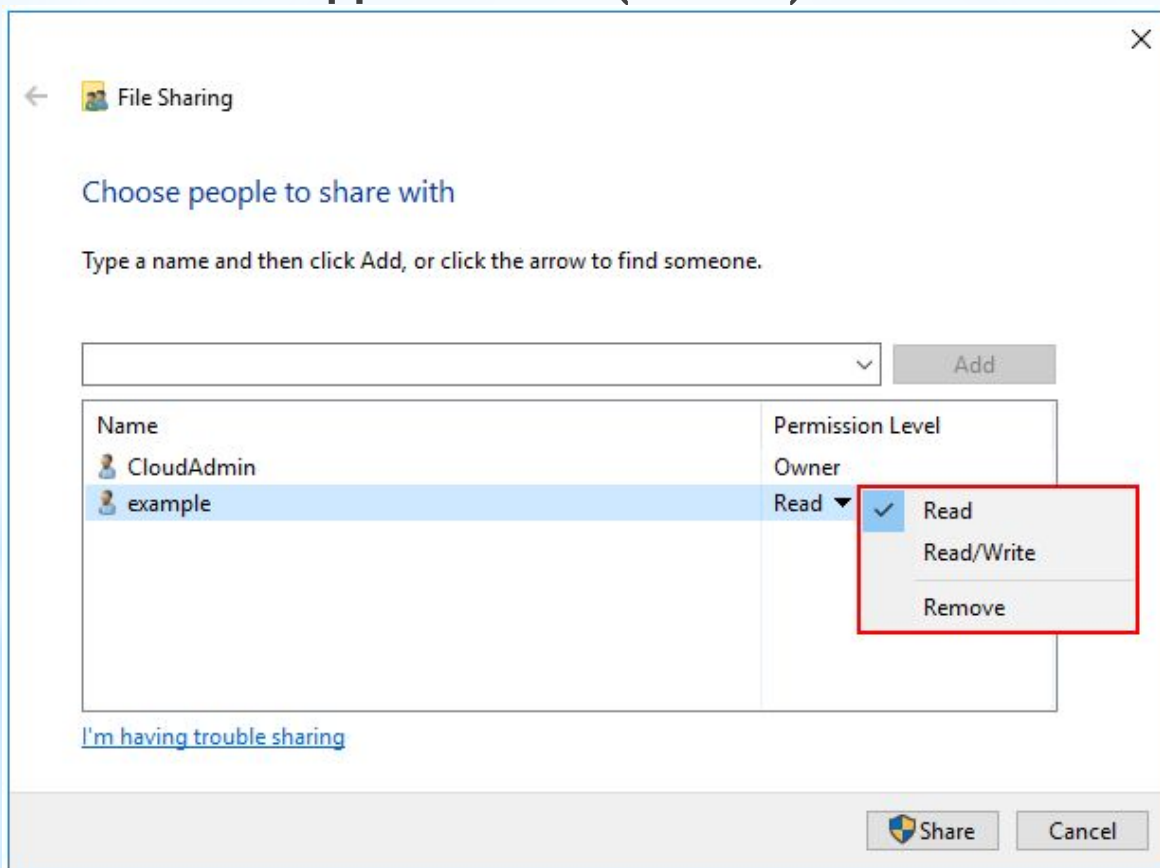 File Sharing
Choose people to share with
Type a name and then click Add, or click the arrow to find someone.
Add
Name Permission Level
CloudAdmin Owner
example Read
Read
Read/Write
Remove
I'm having trouble sharing
Share Cancel